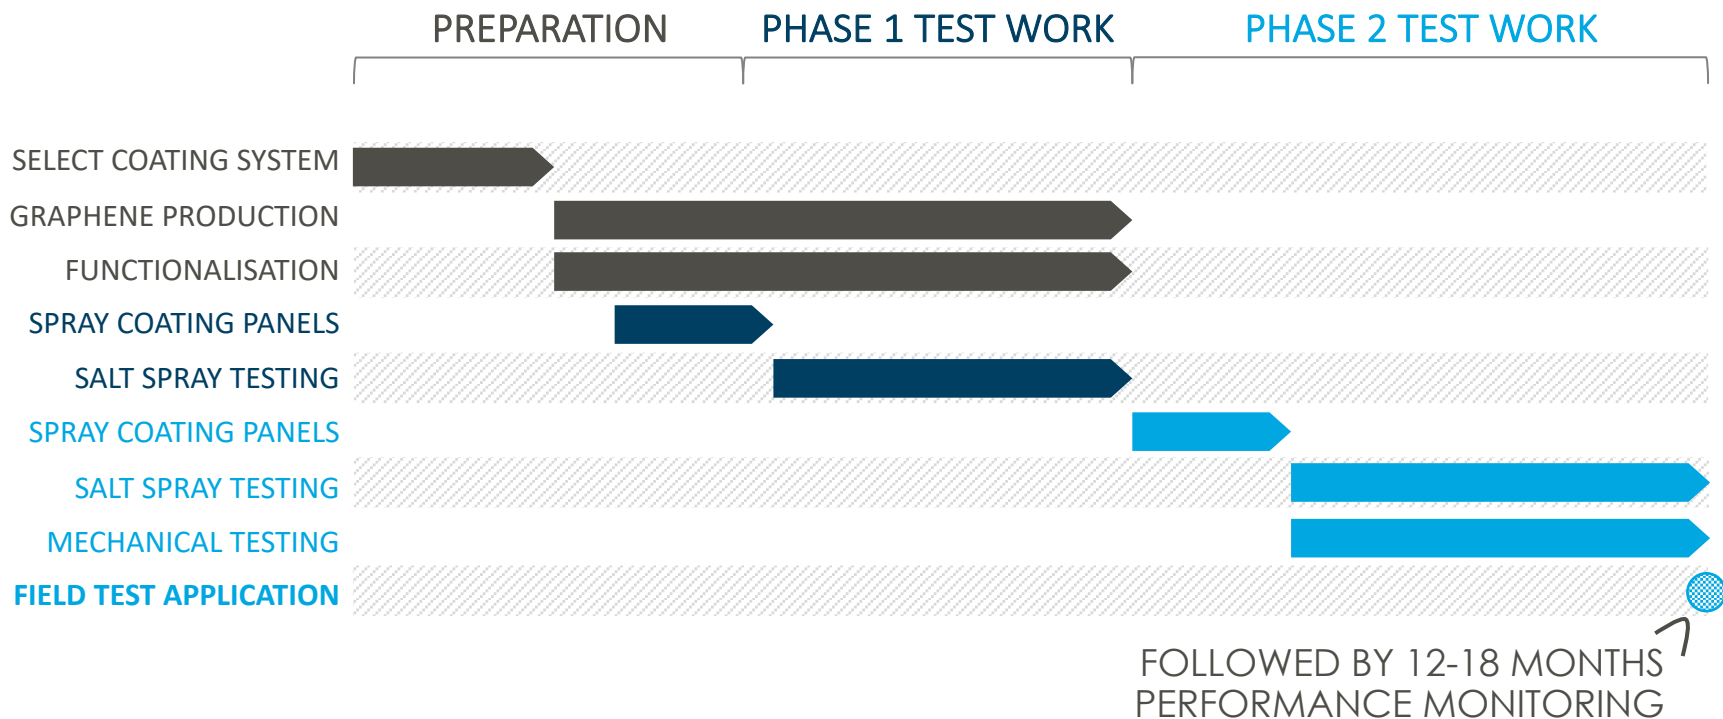 PREPARATION
PHASE 1 TEST WORK
PHASE 2 TEST WORK
SELECT COATING SYSTEM
GRAPHENE PRODUCTION
FUNCTIONALISATION
SPRAY COATING PANELS
SALT SPRAY TESTING
SPRAY COATING PANELS
SALT SPRAY TESTING
MECHANICAL TESTING
FIELD TEST APPLICATION
FOLLOWED BY 12-18 MONTHS
PERFORMANCE MONITORING